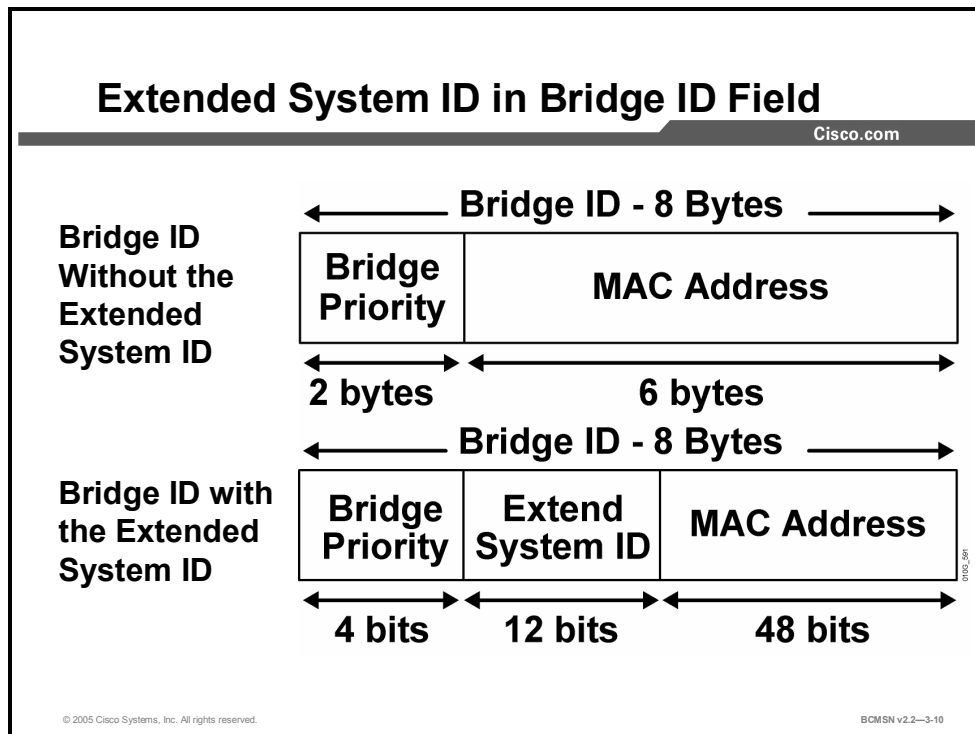 Extended System ID in Bridge ID Field
Cisco.com
Bridge ID - 8 Bytes
Bridge ID
Without the
Extended
System ID
Bridge
Priority
MAC Address
2 bytes
6 bytes
Bridge ID - 8 Bytes
Bridge ID with
the Extended
System ID
Bridge
Priority
Extend
System ID
MAC Address
4 bits
12 bits
48 bits
010G_591
© 2005 Cisco Systems, Inc. All rights reserved.
BCMSN v2.2—3-10